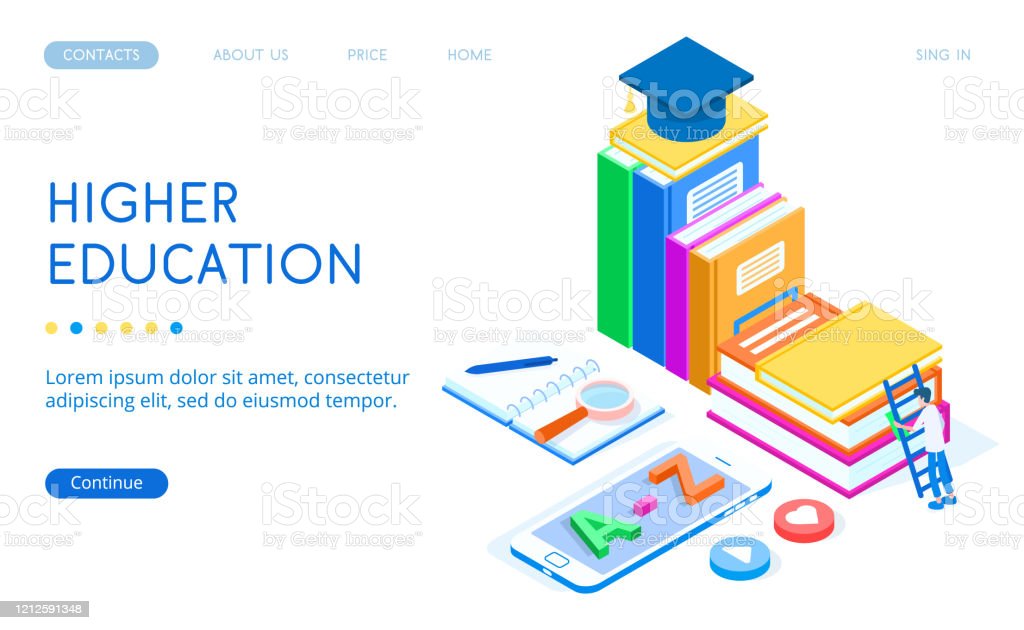 CONTACTS ABOUT US PRICE HOME SING IN
HIGHER
EDUCATION
Lorem ipsum dolor sit amet, consectetur
adipiscing elit, sed do eiusmod tempor.
Continue
A-Z
iStock
by Getty Images™
1212591348